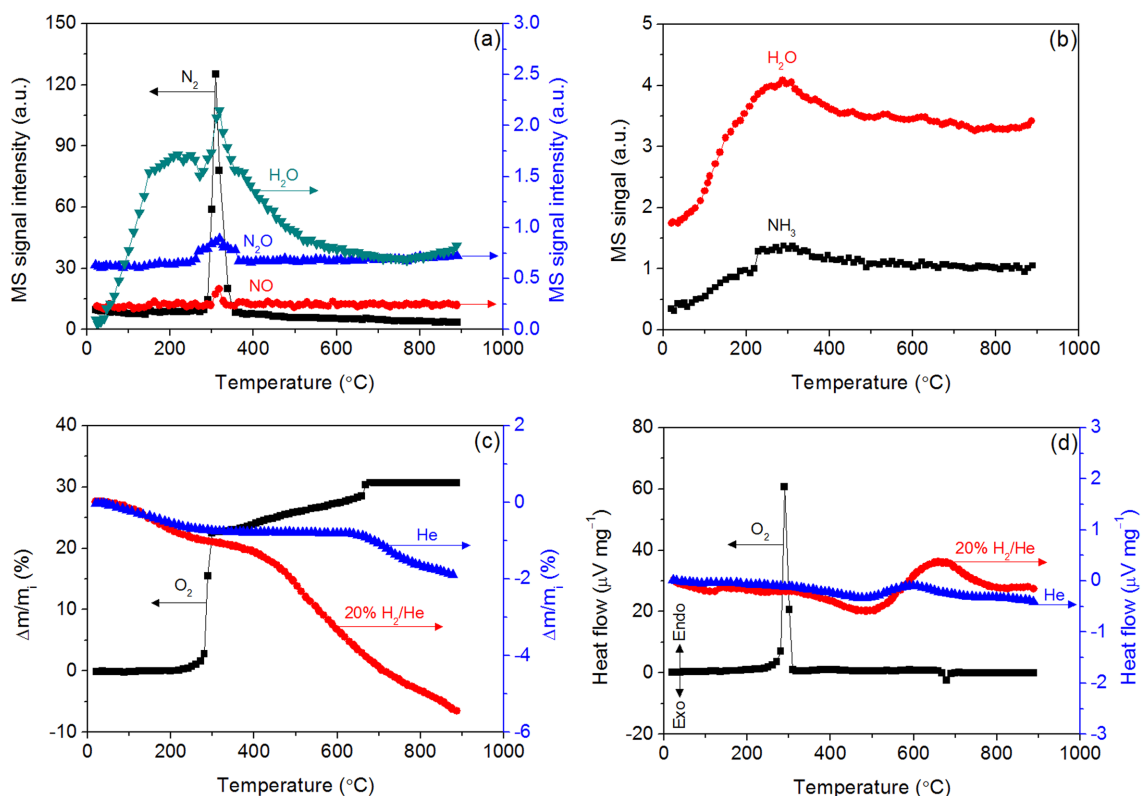 (a)
MS signal intensity (a.u.)
150
120
90
60
30
0
3.0
2.5
2.0
1.5
1.0
0.5
0.0
MS signal intensity (a.u.)
N₂
H₂O
N₂O
NO
0 200 400 600 800 1000
Temperature (°C)
(b)
MS singal (a.u.)
5
4
3
2
1
0
H₂O
NH₃
0 200 400 600 800 1000
Temperature (°C)
(c)
Δm/mᵢ (%)
40
30
20
10
0
-10
2
0
-2
-4
-6
Δm/mᵢ (%)
He
O₂
20% H₂/He
0 200 400 600 800 1000
Temperature (°C)
(d)
Heat flow (μV mg⁻¹)
80
60
40
20
0
-20
3
2
1
0
-1
-2
-3
Heat flow (μV mg⁻¹)
O₂
20% H₂/He
He
Endo
Exo
0 200 400 600 800 1000
Temperature (°C)